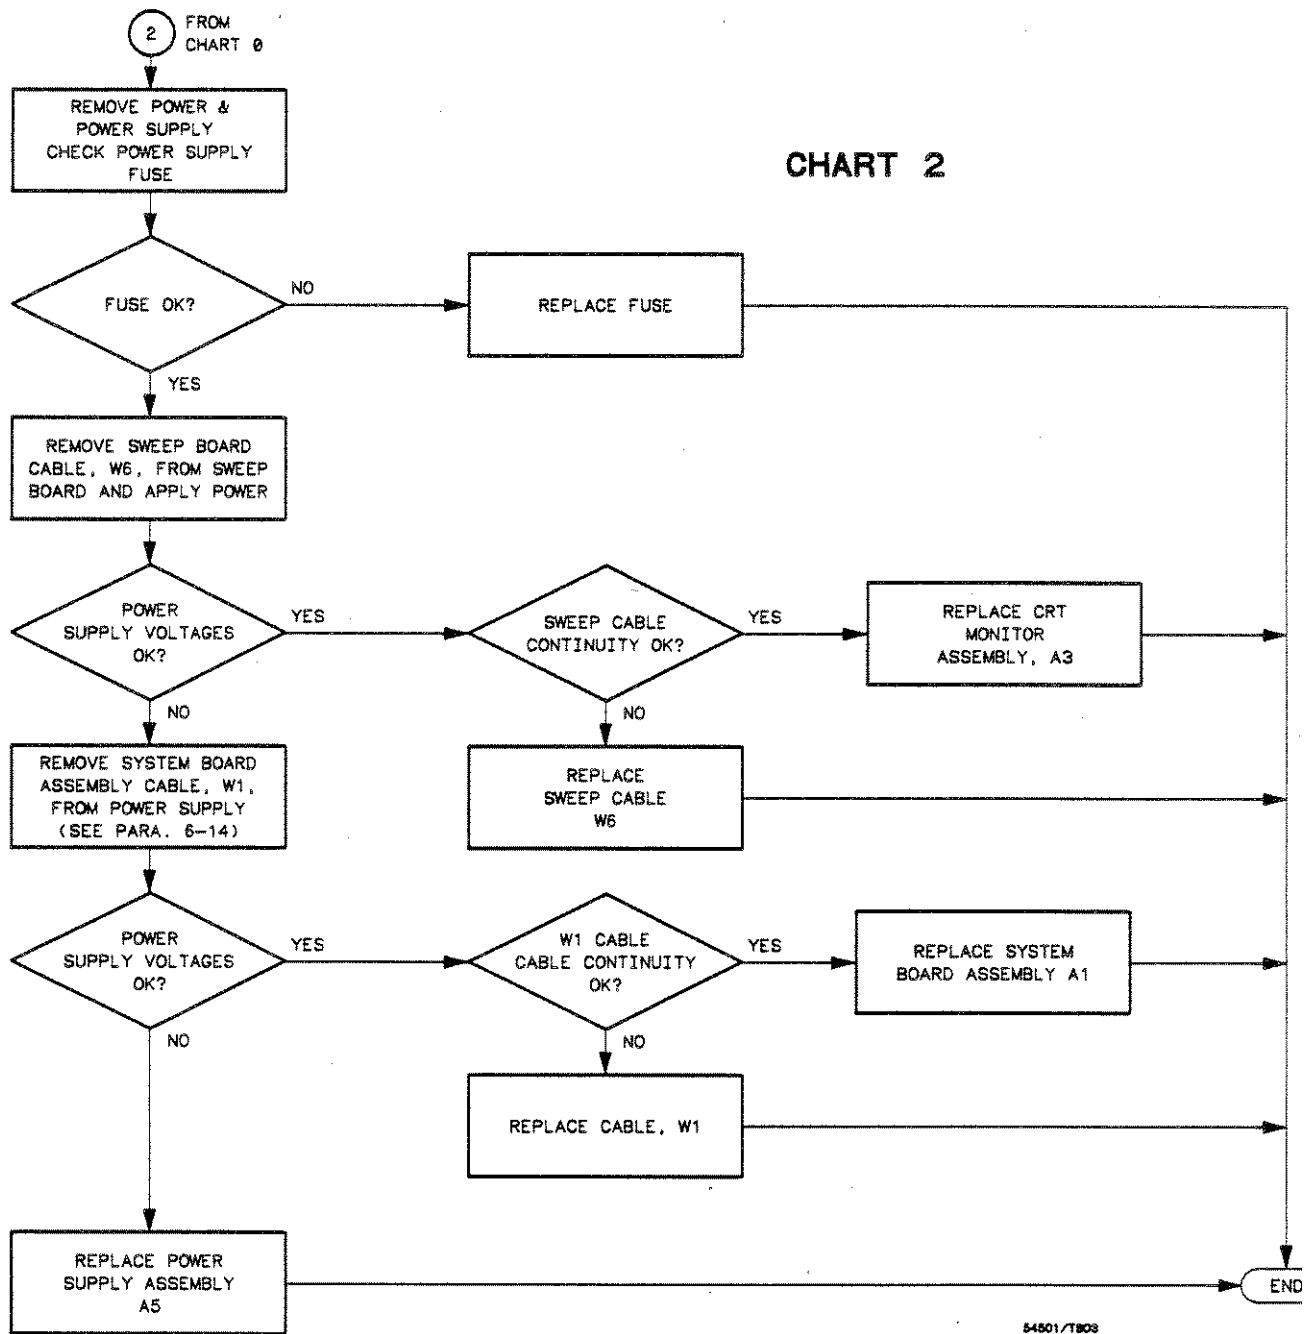 2
FROM
CHART 0
REMOVE POWER &
POWER SUPPLY
CHECK POWER SUPPLY
FUSE
CHART 2
FUSE OK?
NO
REPLACE FUSE
YES
REMOVE SWEEP BOARD
CABLE, W6, FROM SWEEP
BOARD AND APPLY POWER
POWER
SUPPLY VOLTAGES
OK?
YES
SWEEP CABLE
CONTINUITY OK?
YES
REPLACE CRT
MONITOR
ASSEMBLY, A3
NO
NO
REMOVE SYSTEM BOARD
ASSEMBLY CABLE, W1,
FROM POWER SUPPLY
(SEE PARA. 6-14)
REPLACE
SWEEP CABLE
W6
POWER
SUPPLY VOLTAGES
OK?
YES
W1 CABLE
CABLE CONTINUITY
OK?
YES
REPLACE SYSTEM
BOARD ASSEMBLY A1
NO
NO
REPLACE CABLE, W1
REPLACE POWER
SUPPLY ASSEMBLY
A5
END
54501/T803